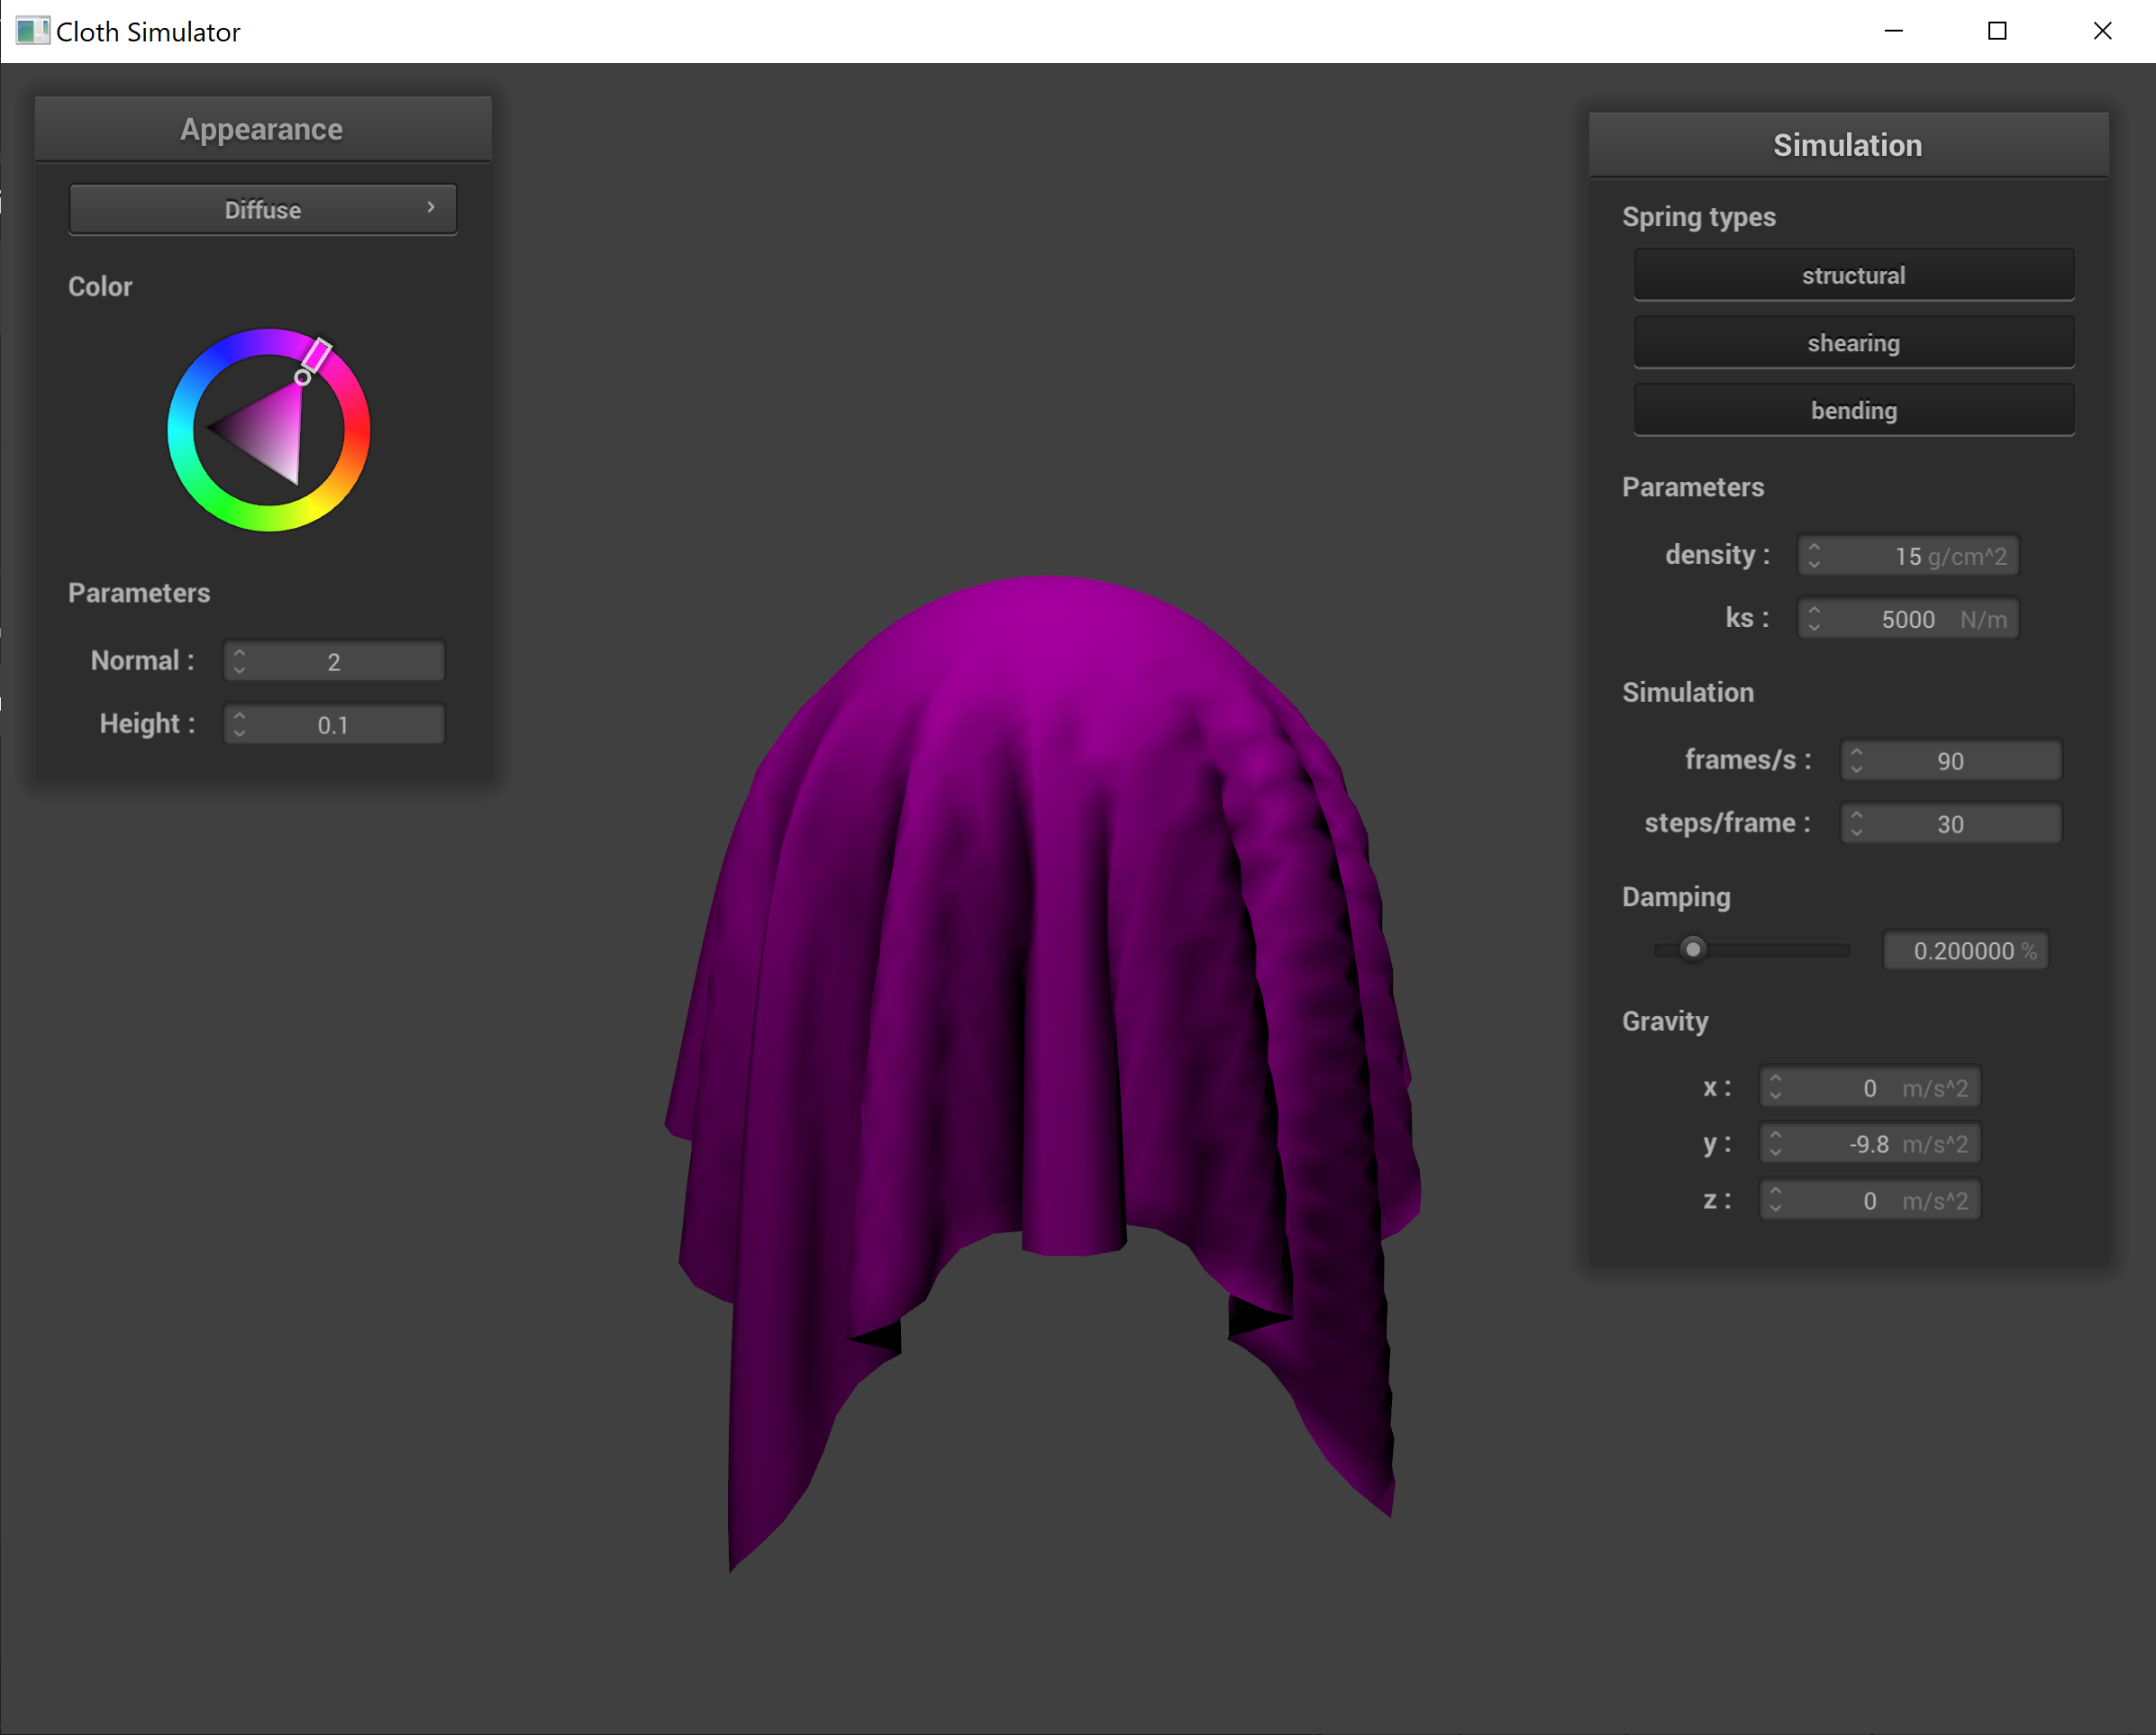 Cloth Simulator
Appearance
Diffuse
Color
Parameters
Normal : 2
Height : 0.1
Simulation
Spring types
structural
shearing
bending
Parameters
density : 15 g/cm^2
ks : 5000 N/m
Simulation
frames/s : 90
steps/frame : 30
Damping
0.200000 %
Gravity
x : 0 m/s^2
y : -9.8 m/s^2
z : 0 m/s^2